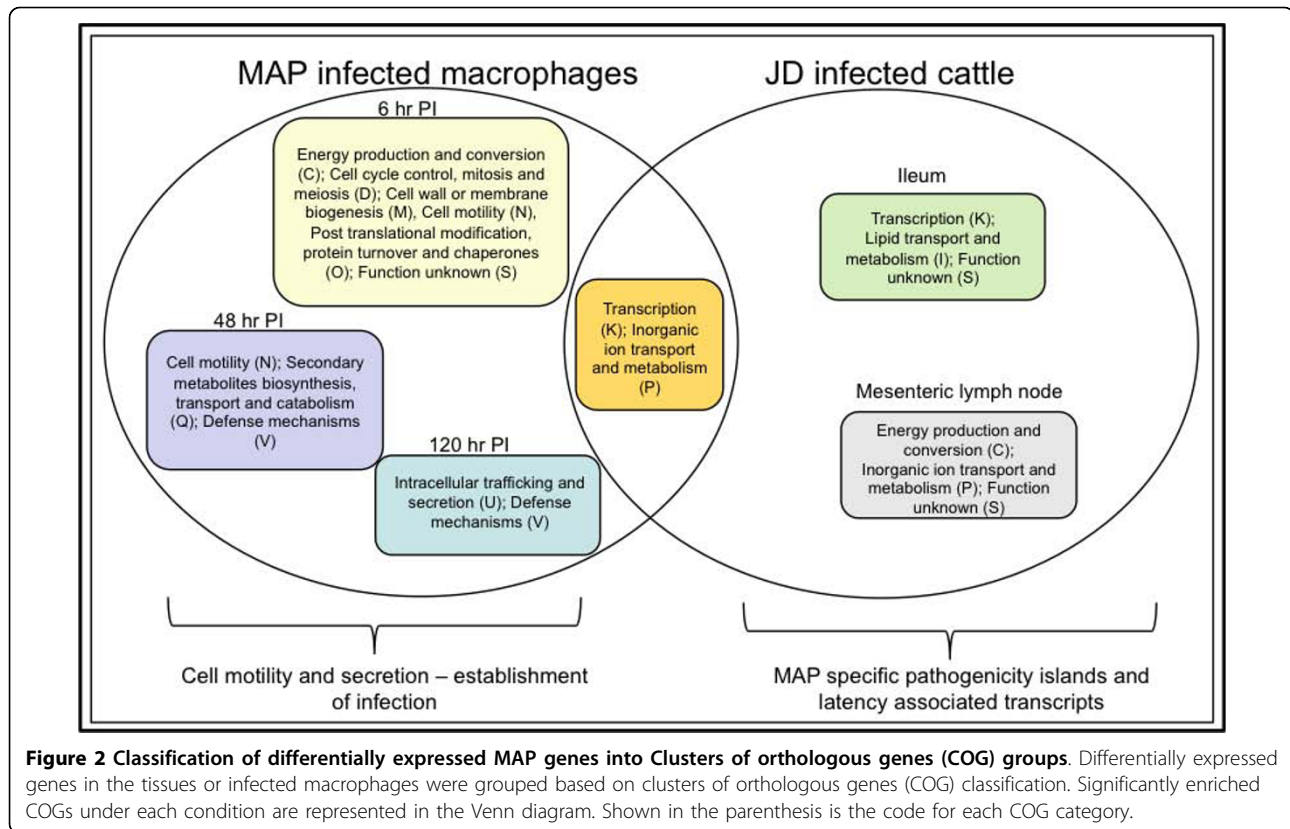 MAP infected macrophages
JD infected cattle
6 hr PI
Energy production and conversion
(C); Cell cycle control, mitosis and
meiosis (D); Cell wall or membrane
biogenesis (M), Cell motility (N),
Post translational modification,
protein turnover and chaperones
(O); Function unknown (S)
48 hr PI
Cell motility (N); Secondary
metabolites biosynthesis,
transport and catabolism
(Q); Defense mechanisms
(V)
120 hr PI
Intracellular trafficking and
secretion (U); Defense
mechanisms (V)
Transcription
(K); Inorganic
ion transport
and metabolism
(P)
Ileum
Transcription (K);
Lipid transport and
metabolism (I); Function
unknown (S)
Mesenteric lymph node
Energy production and
conversion (C);
Inorganic ion transport and
metabolism (P); Function
unknown (S)
Cell motility and secretion – establishment
of infection
MAP specific pathogenicity islands and
latency associated transcripts
Figure 2 Classification of differentially expressed MAP genes into Clusters of orthologous genes (COG) groups. Differentially expressed
genes in the tissues or infected macrophages were grouped based on clusters of orthologous genes (COG) classification. Significantly enriched
COGs under each condition are represented in the Venn diagram. Shown in the parenthesis is the code for each COG category.